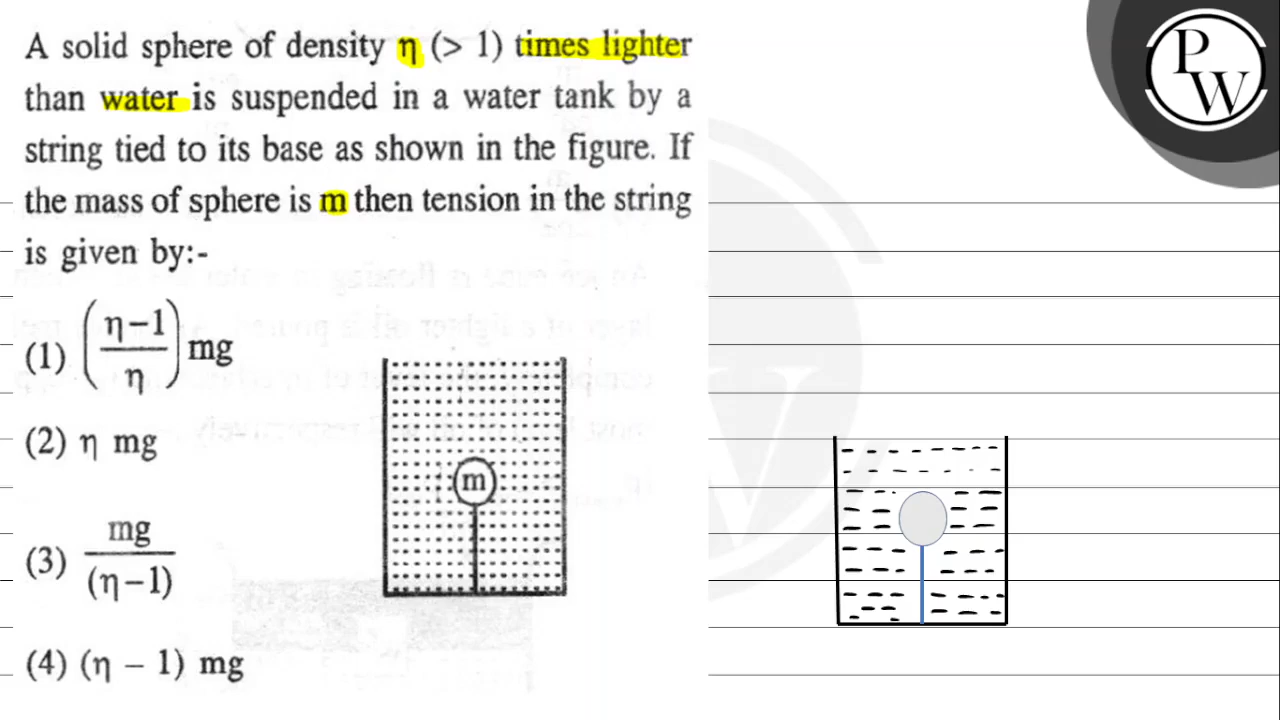 A solid sphere of density η (> 1) times lighter
than water is suspended in a water tank by a
string tied to its base as shown in the figure. If
the mass of sphere is m then tension in the string
is given by:-
(1) (η−1/η) mg
(2) η mg
(3) mg/(η−1)
(4) (η − 1) mg
m
P
W